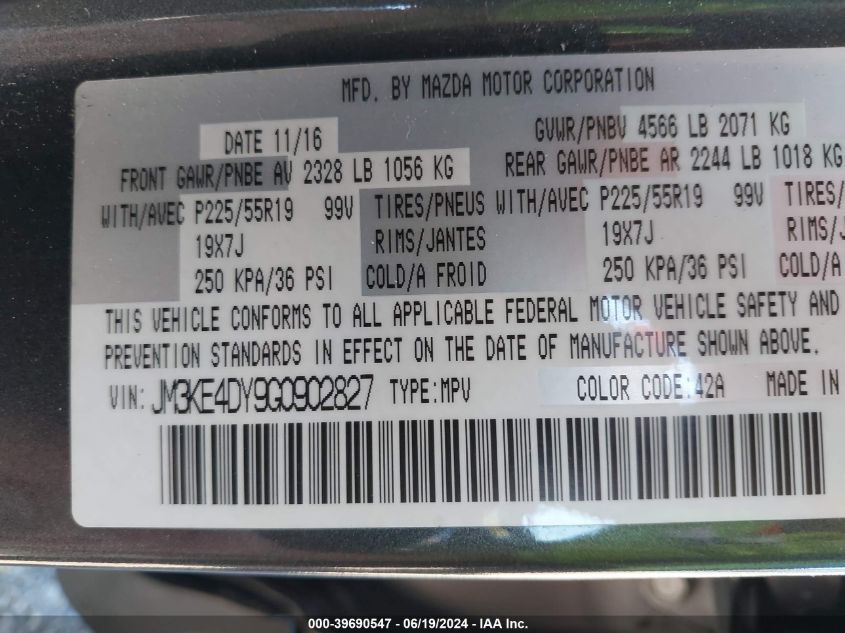 MFD. BY MAZDA MOTOR CORPORATION
DATE 11/16 GVWR/PNBV 4566 LB 2071 KG
FRONT GAWR/PNBE AV 2328 LB 1056 KG REAR GAWR/PNBE AR 2244 LB 1018 KG
WITH/AVEC P225/55R19 99V TIRES/PNEUS WITH/AVEC P225/55R19 99V TIRES/
19X7J RIMS/JANTES 19X7J RIMS/J
250 KPA/36 PSI COLD/A FROID 250 KPA/36 PSI COLD/A
THIS VEHICLE CONFORMS TO ALL APPLICABLE FEDERAL MOTOR VEHICLE SAFETY AND
PREVENTION STANDARDS IN EFFECT ON THE DATE OF MANUFACTURE SHOWN ABOVE.
VIN: JM3KE4DY9G0902827 TYPE:MPV COLOR CODE:42A MADE IN
000-39690547 - 06/19/2024 - IAA Inc.